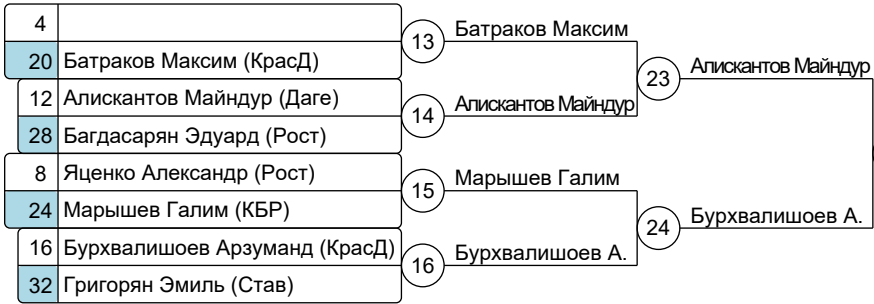 4
20 Батраков Максим (КрасД)
12 Алискантов Майндур (Даге)
28 Багдасарян Эдуард (Рост)
8 Яценко Александр (Рост)
24 Марышев Галим (КБР)
16 Бурхвалишоев Арзуманд (КрасД)
32 Григорян Эмиль (Став)
13 Батраков Максим
14 Алискантов Майндур
15 Марышев Галим
16 Бурхвалишоев А.
23 Алискантов Майндур
24 Бурхвалишоев А.